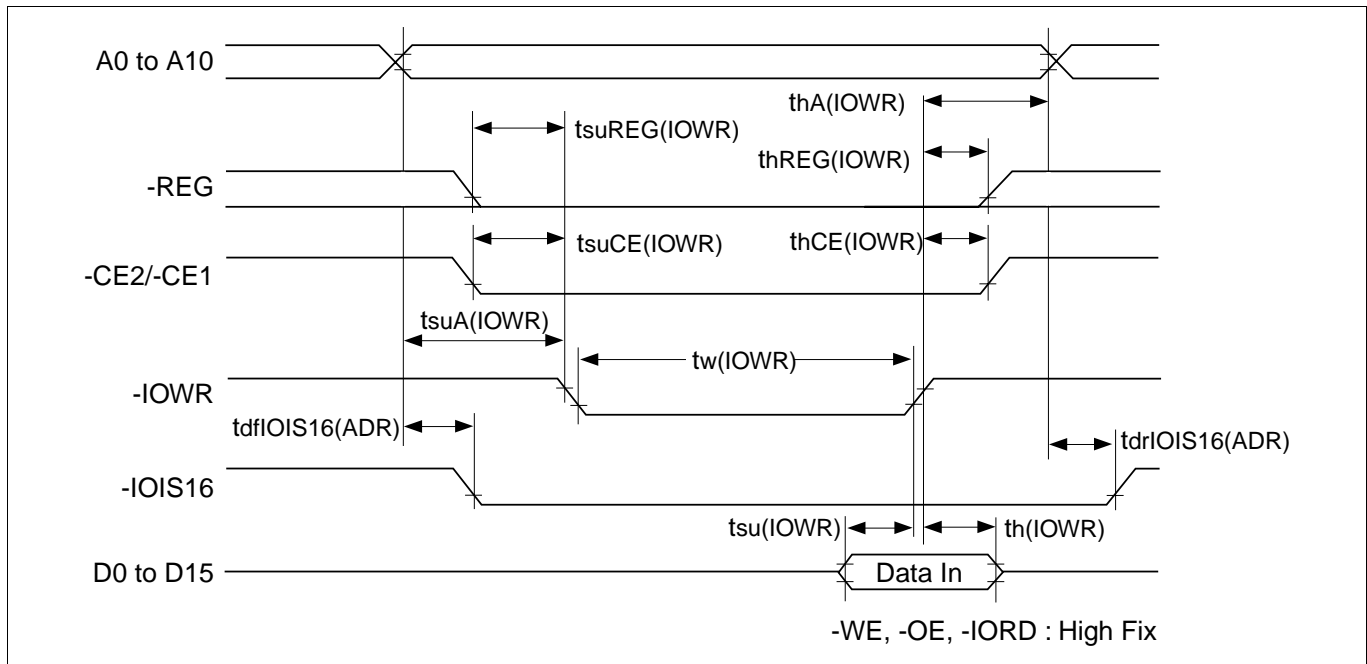 A0 to A10
thA(IOWR)
tsuREG(IOWR)
thREG(IOWR)
-REG
tsuCE(IOWR)
thCE(IOWR)
-CE2/-CE1
tsuA(IOWR)
tw(IOWR)
-IOWR
tdfIOIS16(ADR)
tdrIOIS16(ADR)
-IOIS16
tsu(IOWR)
th(IOWR)
D0 to D15
Data In
-WE, -OE, -IORD : High Fix